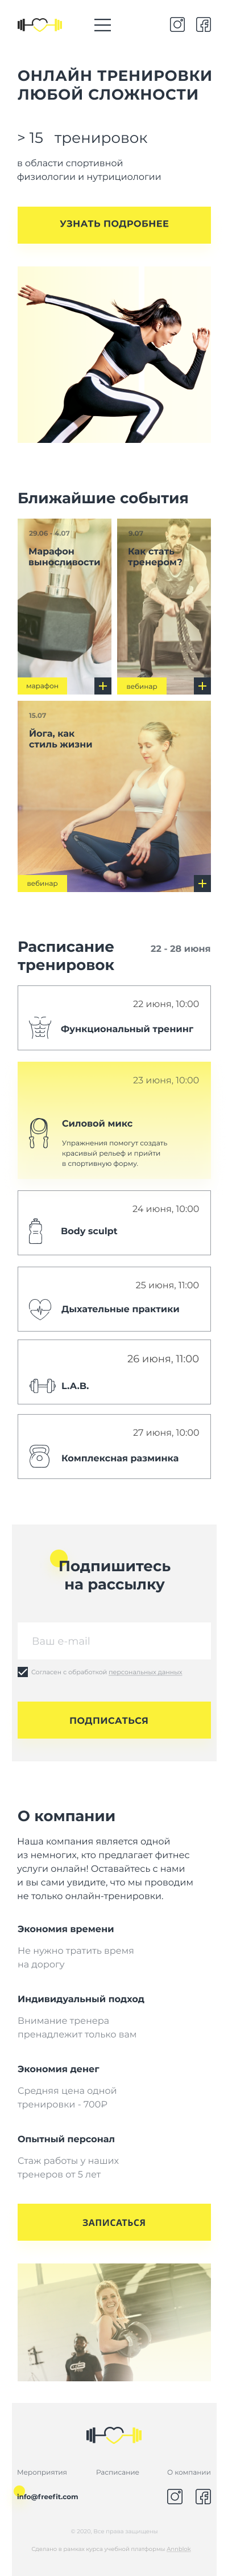 ОНЛАЙН ТРЕНИРОВКИ
ЛЮБОЙ СЛОЖНОСТИ
> 15 тренировок
в области спортивной
физиологии и нутрициологии
УЗНАТЬ ПОДРОБНЕЕ
Ближайшие события
29.06 - 4.07
Марафон
выносливости
марафон
9.07
Как стать
тренером?
вебинар
15.07
Йога, как
стиль жизни
вебинар
Расписание
тренировок
22 - 28 июня
22 июня, 10:00
Функциональный тренинг
23 июня, 10:00
Силовой микс
Упражнения помогут создать
красивый рельеф и прийти
в спортивную форму.
24 июня, 10:00
Body sculpt
25 июня, 11:00
Дыхательные практики
26 июня, 11:00
L.A.B.
27 июня, 10:00
Комплексная разминка
Подпишитесь
на рассылку
Ваш e-mail
Согласен с обработкой персональных данных
ПОДПИСАТЬСЯ
О компании
Наша компания является одной
из немногих, кто предлагает фитнес
услуги онлайн! Оставайтесь с нами
и вы сами увидите, что мы проводим
не только онлайн-тренировки.
Экономия времени
Не нужно тратить время
на дорогу
Индивидуальный подход
Внимание тренера
пренадлежит только вам
Экономия денег
Средняя цена одной
тренировки - 700₽
Опытный персонал
Стаж работы у наших
тренеров от 5 лет
ЗАПИСАТЬСЯ
Мероприятия Расписание О компании
info@freefit.com
© 2020, Все права защищены
Сделано в рамках курса учебной платформы